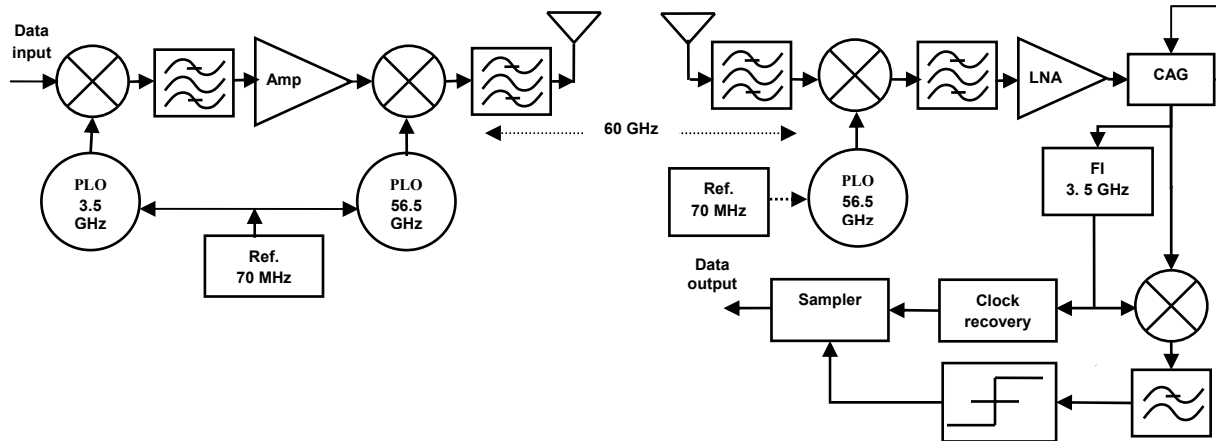 Data
input
Amp
PLO
3.5
GHz
PLO
56.5
GHz
Ref.
70 MHz
60 GHz
LNA
CAG
Ref.
70 MHz
PLO
56.5
GHz
FI
3. 5 GHz
Data
output
Sampler
Clock
recovery